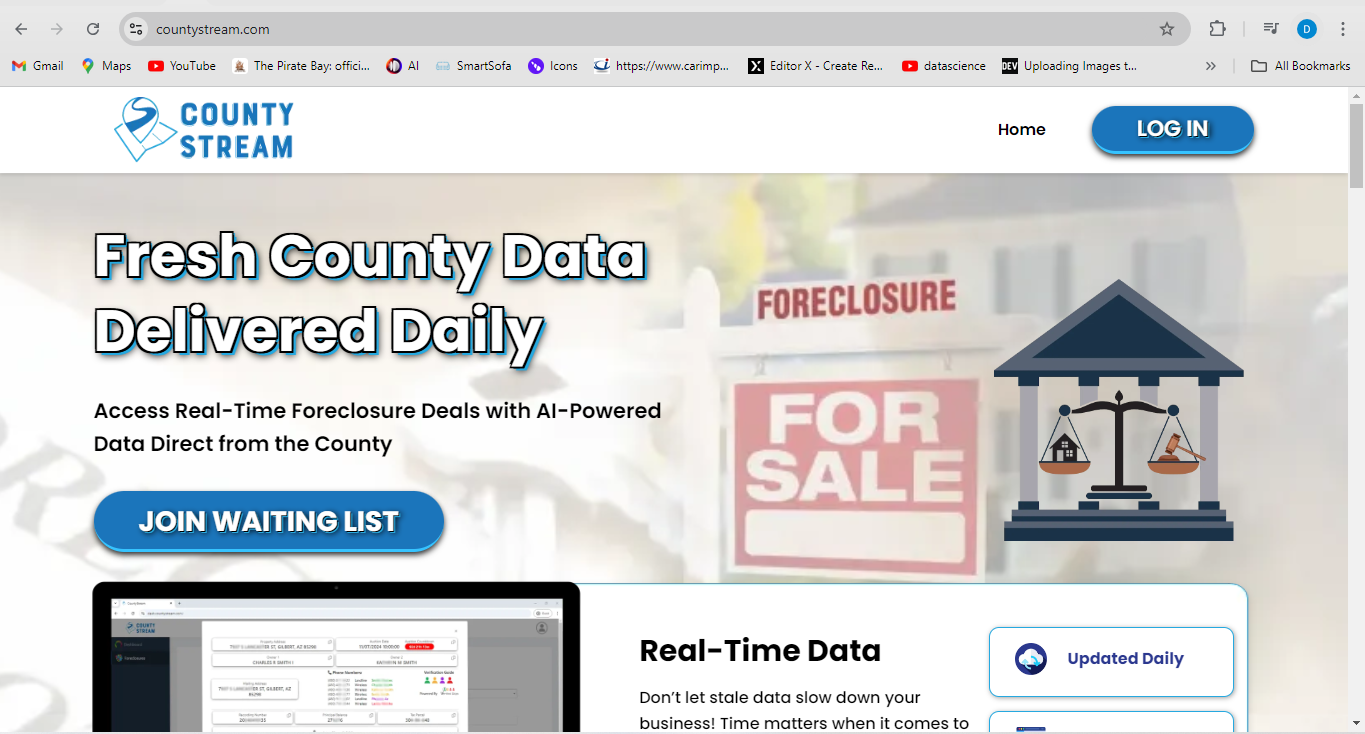 countystream.com
D
Gmail
Maps
YouTube
The Pirate Bay: offici...
AI
SmartSofa
Icons
https://www.carimp...
X
Editor X - Create Re...
datascience
DEV
Uploading Images t...
All Bookmarks
COUNTY
STREAM
Home
LOG IN
Fresh County Data
Delivered Daily
FORECLOSURE
FOR
SALE
Access Real-Time Foreclosure Deals with AI-Powered
Data Direct from the County
JOIN WAITING LIST
COUNTY
STREAM
CHARLES R SMITH I
Phone Numbers
Real-Time Data
Updated Daily
Don’t let stale data slow down your
business! Time matters when it comes to